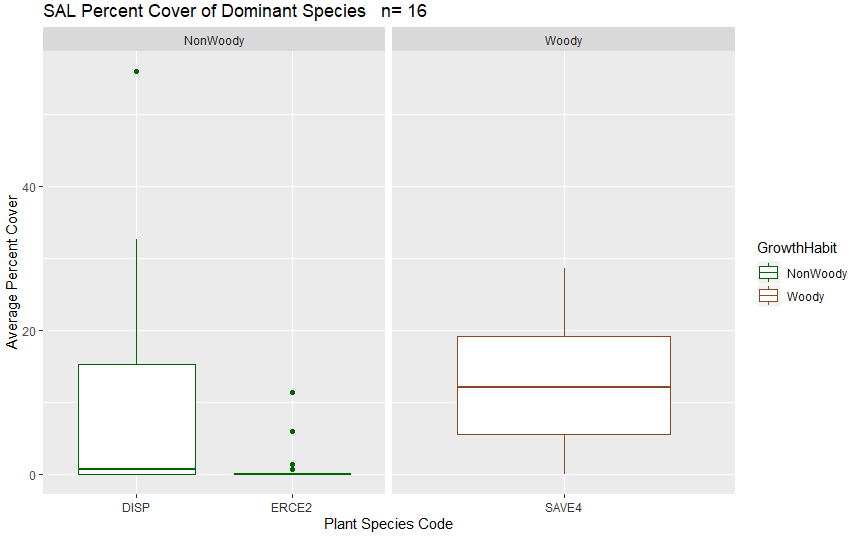 SAL Percent Cover of Dominant Species   n= 16
NonWoody
Woody
Average Percent Cover
40
20
0
DISP
ERCE2
SAVE4
Plant Species Code
GrowthHabit
NonWoody
Woody